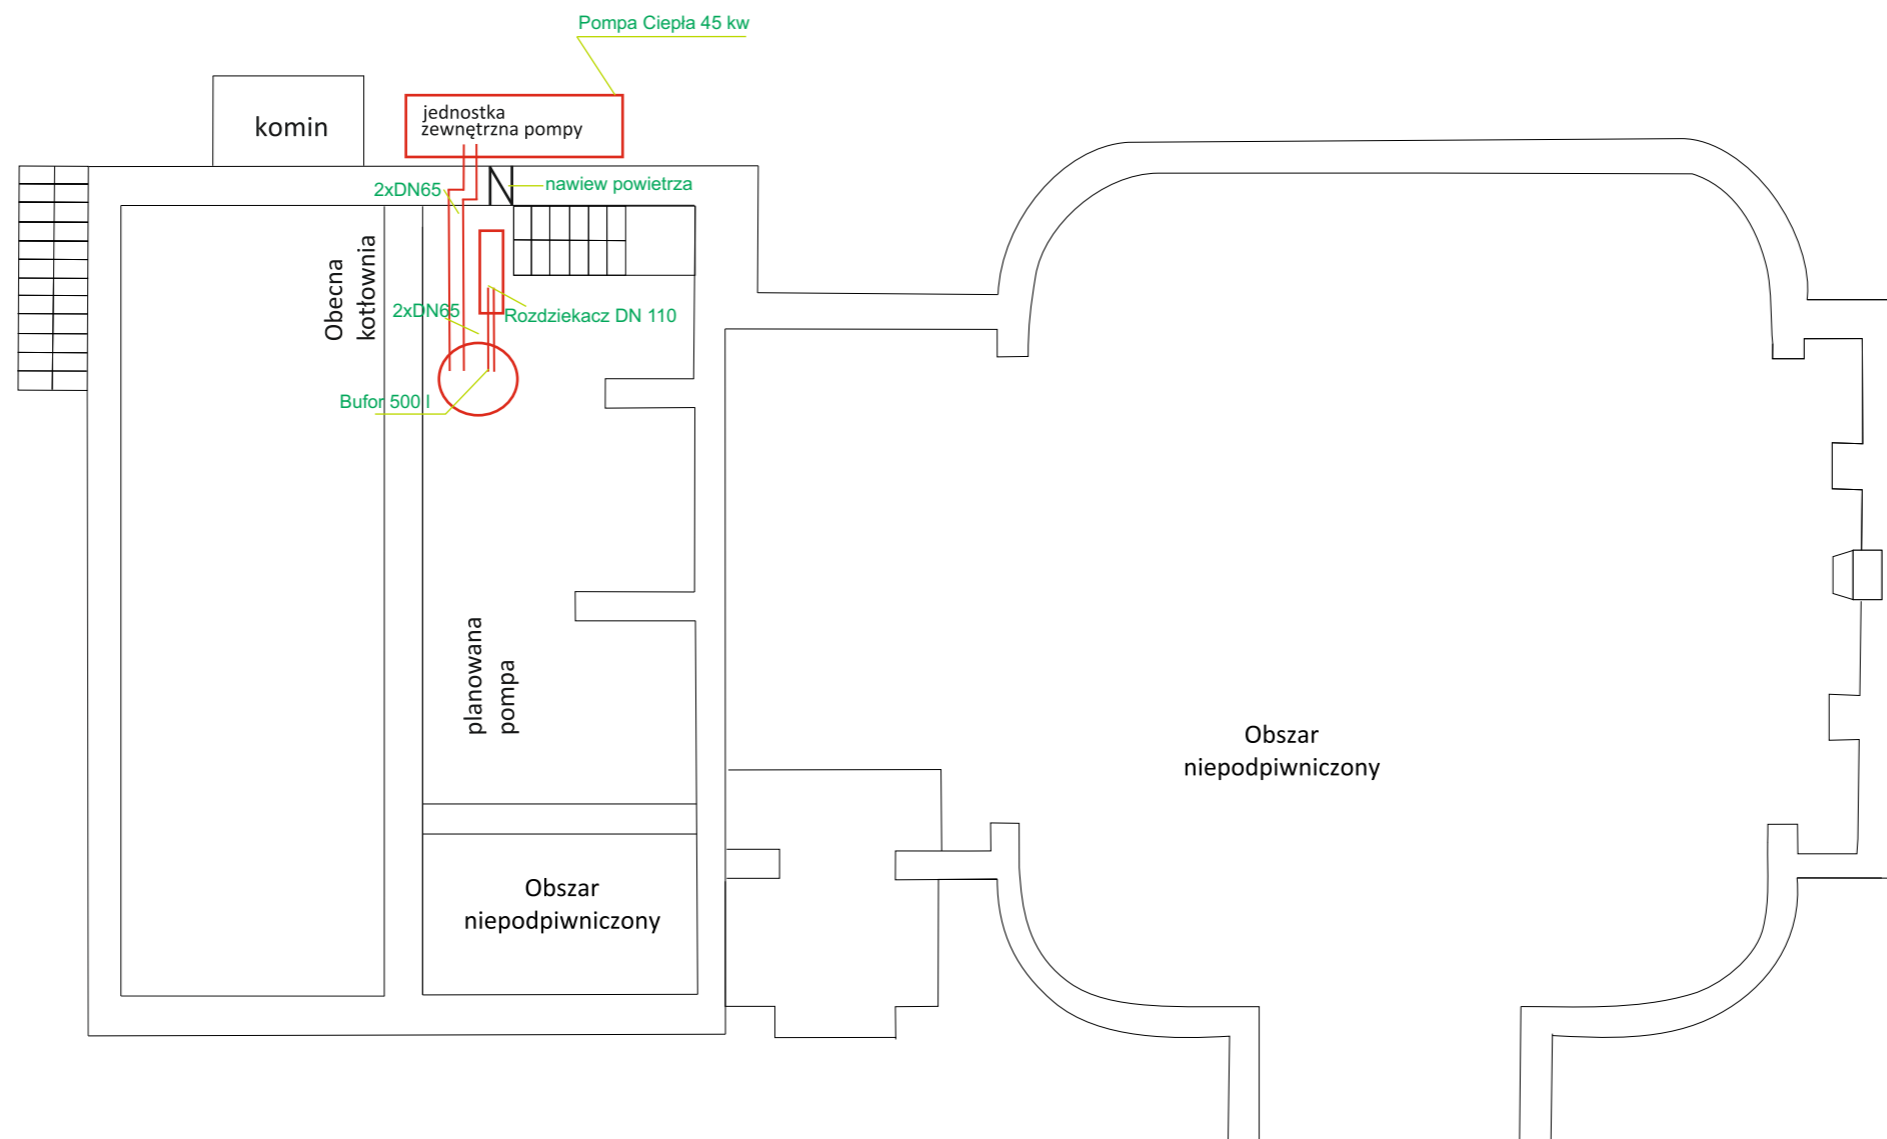 Pompa Ciepła 45 kw
jednostka
zewnętrzna pompy
komin
2xDN65
N
nawiew powietrza
Obecna
kotłownia
2xDN65
Rozdziekacz DN 110
Bufor 500 l
planowana
pompa
Obszar
niepodpiwniczony
Obszar
niepodpiwniczony